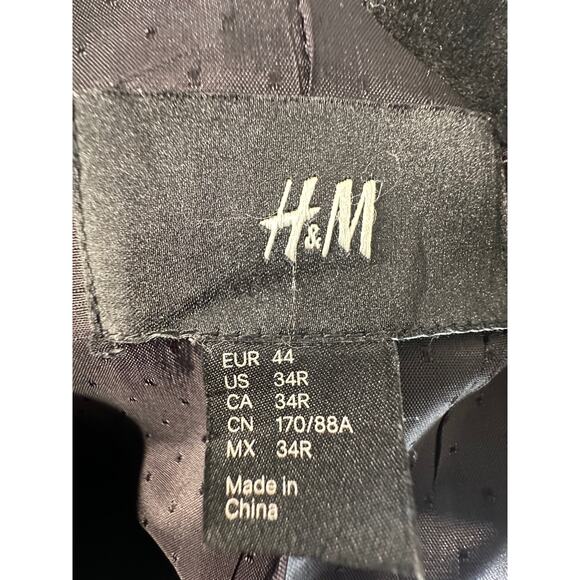 H&M
EUR 44
US 34R
CA 34R
CN 170/88A
MX 34R
Made in
China